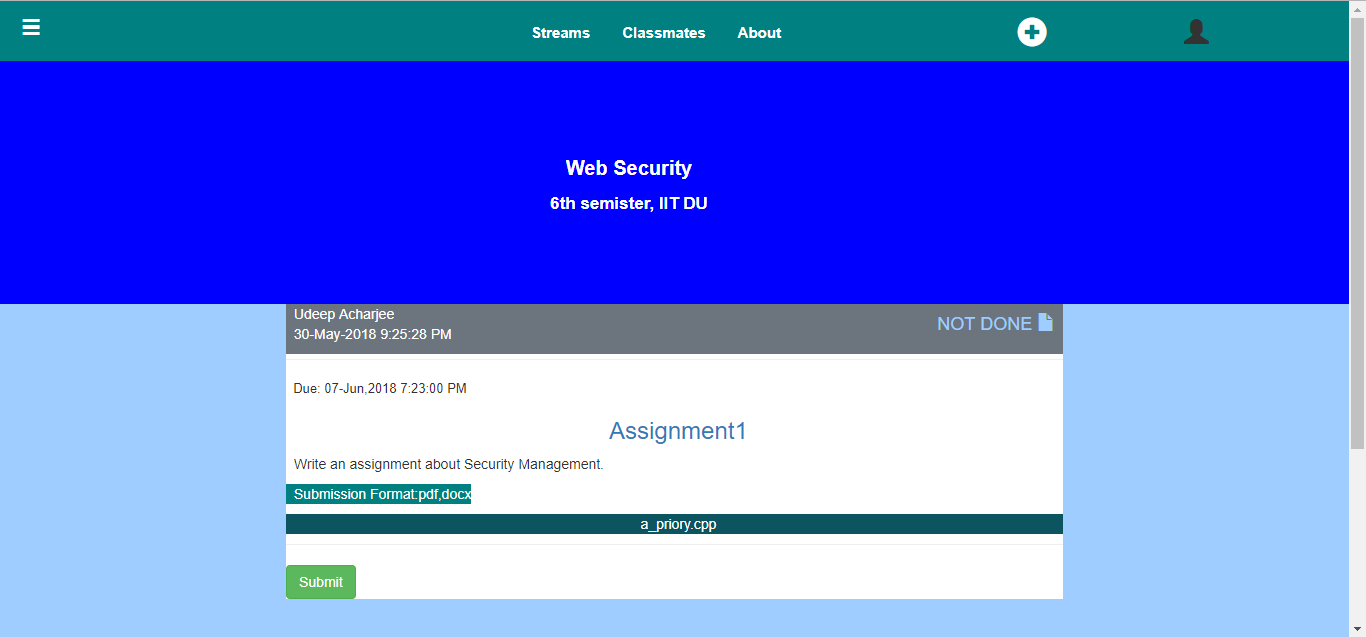 Streams Classmates About
Web Security
6th semister, IIT DU
Udeep Acharjee
30-May-2018 9:25:28 PM
NOT DONE
Due: 07-Jun,2018 7:23:00 PM
Assignment1
Write an assignment about Security Management.
Submission Format:pdf,docx
a_priory.cpp
Submit